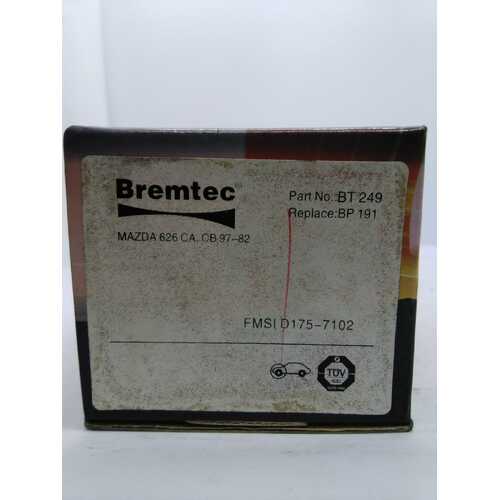 Bremtec
Part No.:BT 249
Replace:BP 191
MAZDA 626 CA, CB 97-82
FMSI D175-7102
TÜV